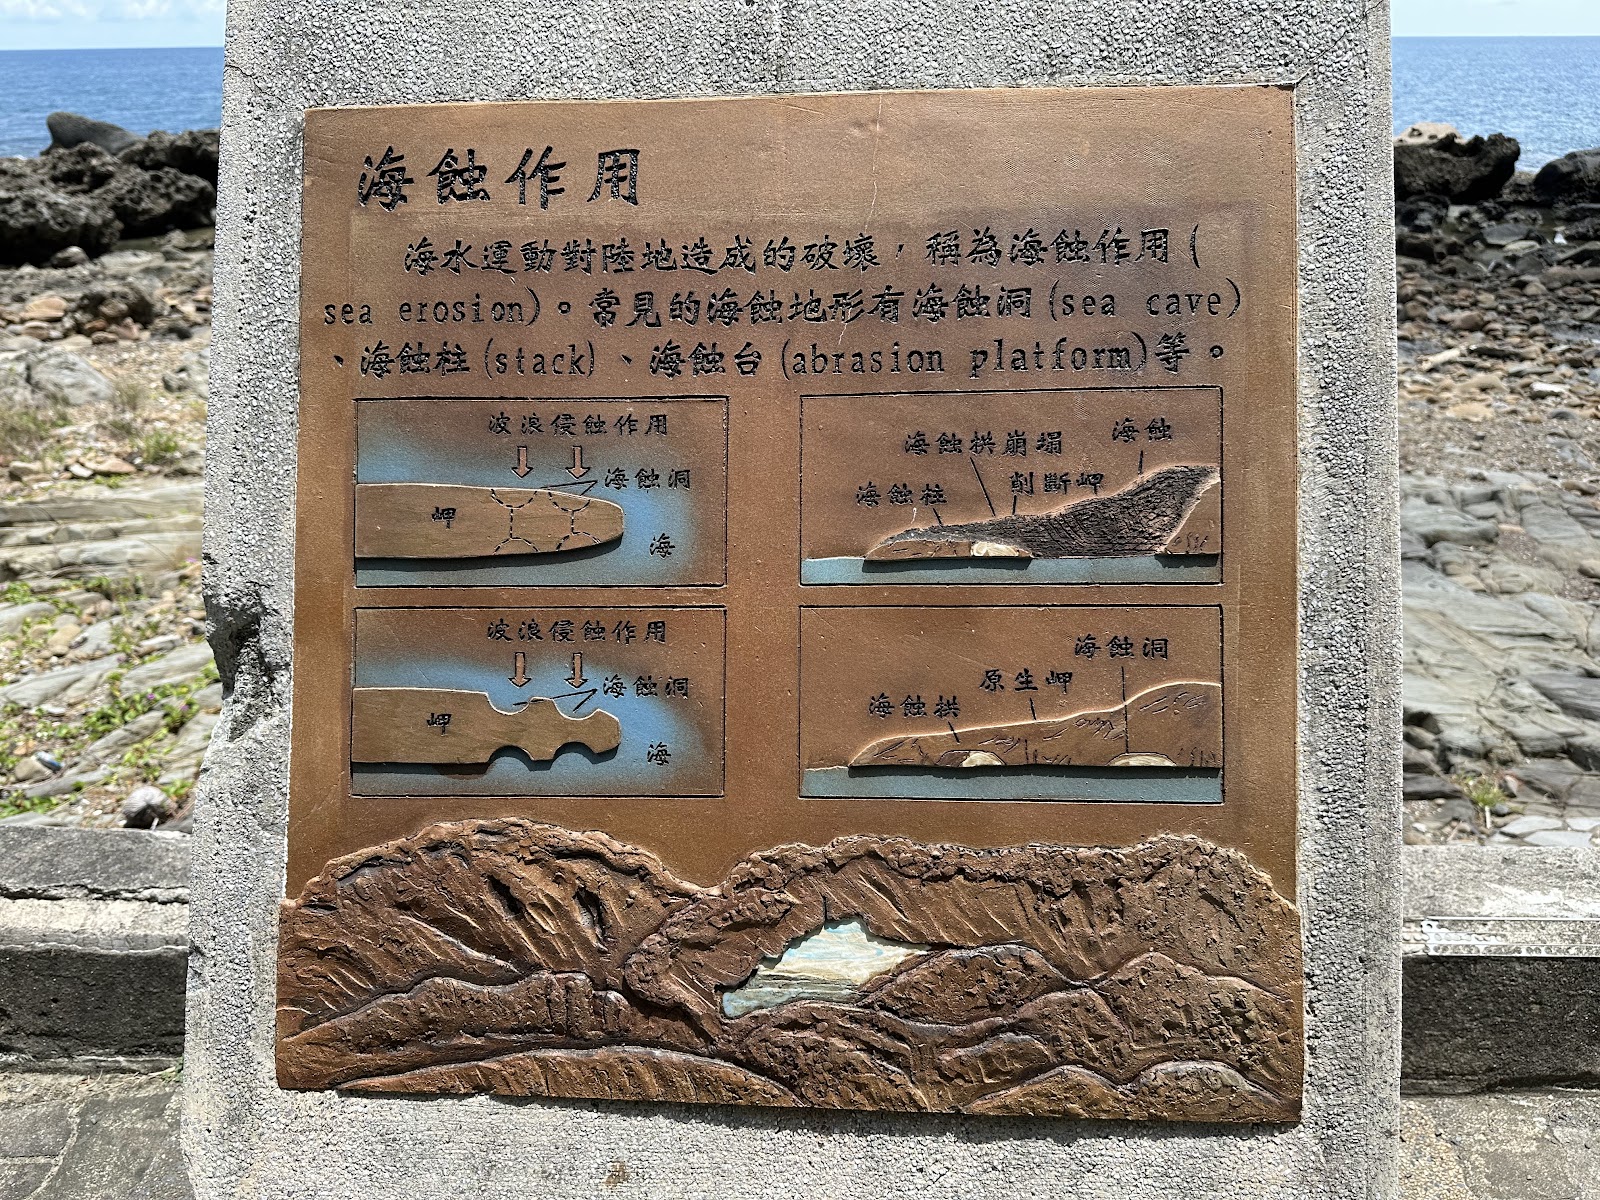 海蝕作用
海水運動對陸地造成的破壞，稱為海蝕作用(
sea erosion)。常見的海蝕地形有海蝕洞(sea cave)
、海蝕柱(stack)、海蝕台(abrasion platform)等。
波浪侵蝕作用
海蝕洞
岬
海
海蝕
海蝕拱崩塌
削斷岬
海蝕柱
波浪侵蝕作用
海蝕洞
岬
海
海蝕洞
原生岬
海蝕拱